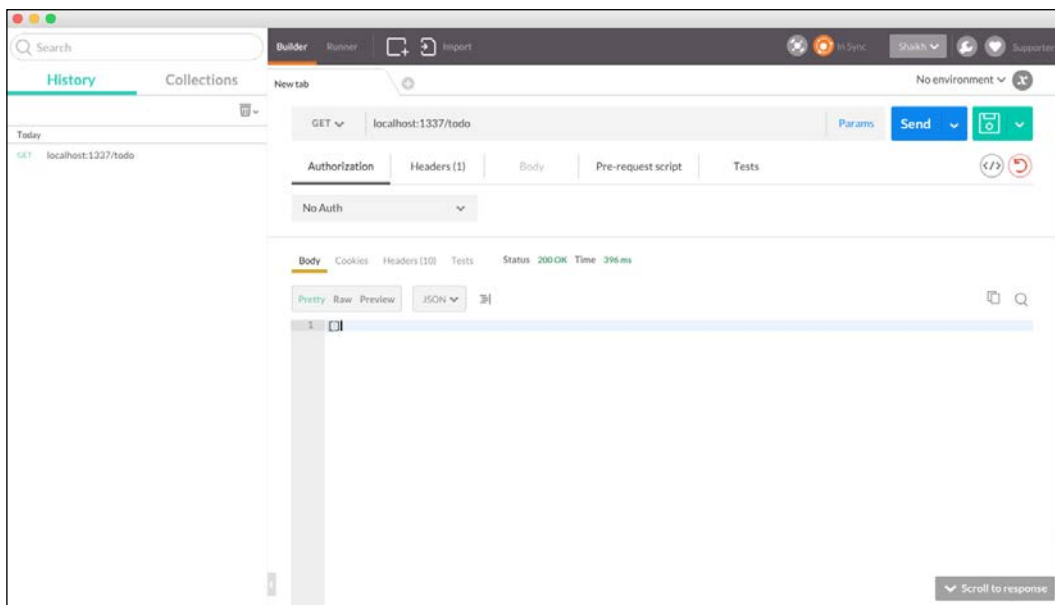 Search
History Collections
Today
GET localhost:1337/todo
Builder Runner Import In Sync Shaikh Supporter
New tab No environment
GET localhost:1337/todo Params Send
Authorization Headers (1) Body Pre-request script Tests
No Auth
Body Cookies Headers (10) Tests Status 200 OK Time 396 ms
Pretty Raw Preview JSON
1 []
Scroll to response